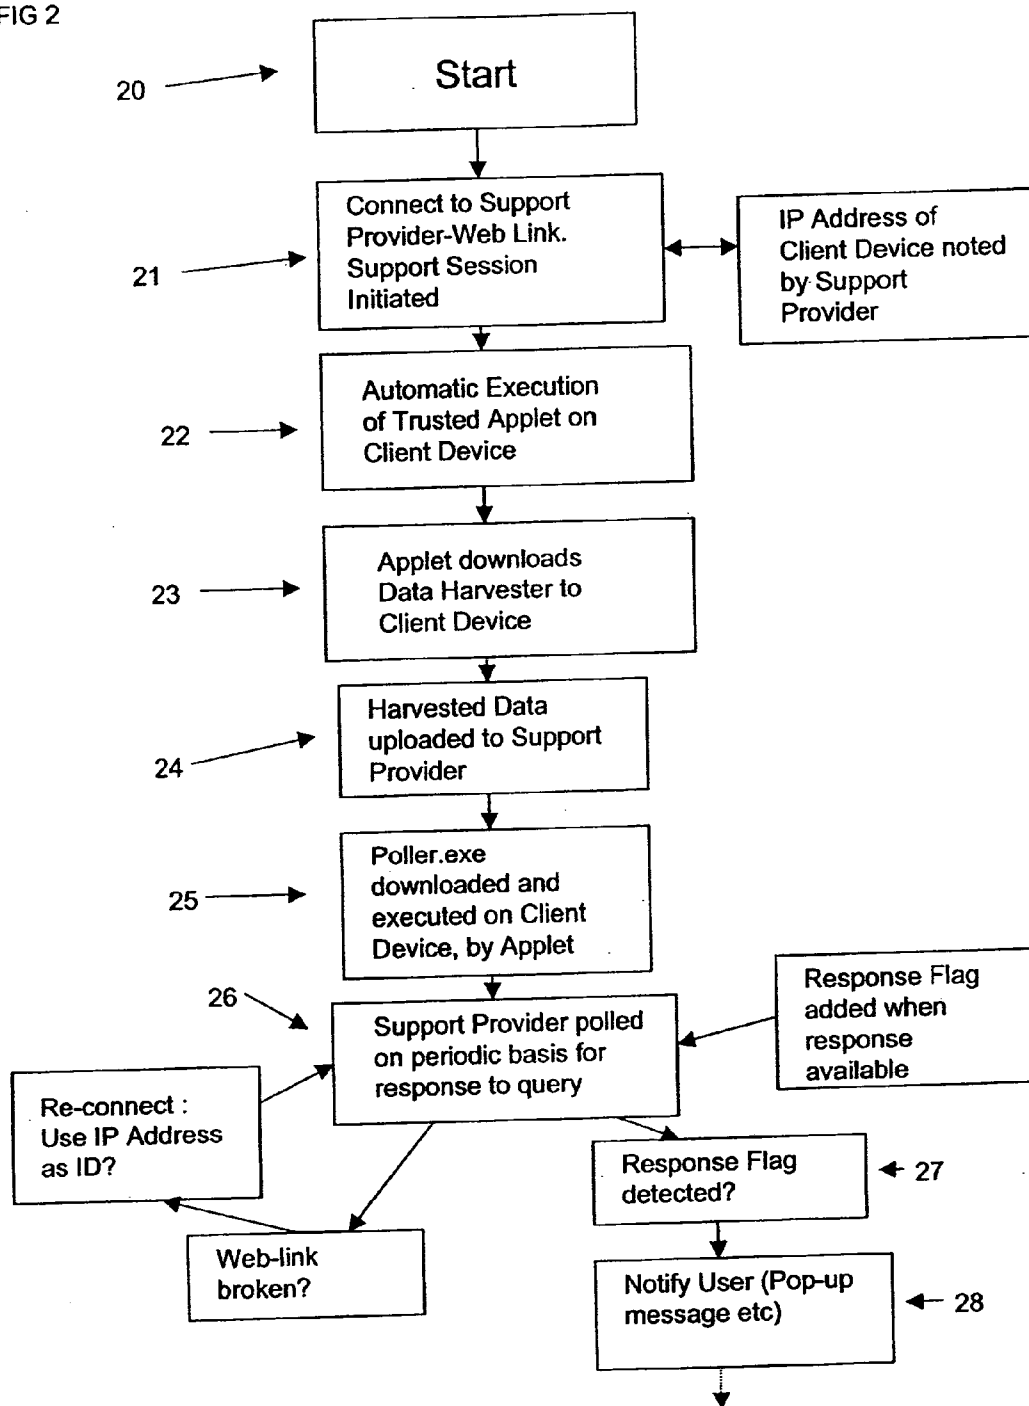 FIG 2
Start
20
Connect to Support
Provider-Web Link.
Support Session
Initiated
21
IP Address of
Client Device noted
by Support
Provider
Automatic Execution
of Trusted Applet on
Client Device
22
Applet downloads
Data Harvester to
Client Device
23
Harvested Data
uploaded to Support
Provider
24
Poller.exe
downloaded and
executed on Client
Device, by Applet
25
Response Flag
added when
response
available
26
Support Provider polled
on periodic basis for
response to query
Re-connect :
Use IP Address
as ID?
Response Flag
detected?
27
Web-link
broken?
Notify User (Pop-up
message etc)
28